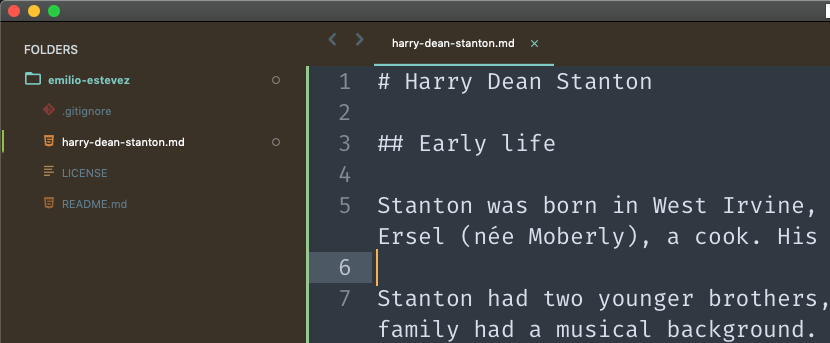 FOLDERS
emilio-estevez
.gitignore
harry-dean-stanton.md
LICENSE
README.md
harry-dean-stanton.md ×
1 # Harry Dean Stanton
2
3 ## Early life
4
5 Stanton was born in West Irvine,
Ersel (née Moberly), a cook. His
6
7 Stanton had two younger brothers,
family had a musical background.